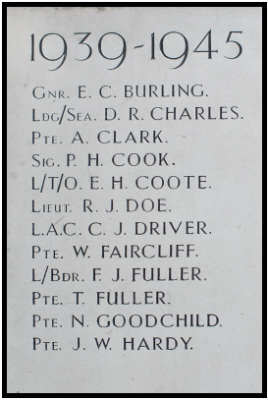 1939-1945
Gnr. E. C. BURLING.
Ldg/Sea. D. R. CHARLES.
Pte. A. CLARK.
Sig. P. H. COOK.
L/T/O. E. H. COOTE.
Lieut. R. J. DOE.
L.A.C. C. J. DRIVER.
Pte. W. FAIRCLIFF.
L/Bdr. F. J. FULLER.
Pte. T. FULLER.
Pte. N. GOODCHILD.
Pte. J. W. HARDY.